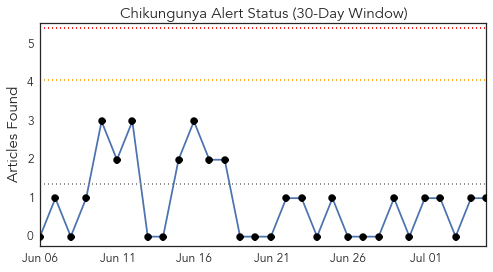 Chikungunya Alert Status (30-Day Window)
Articles Found
5
4
3
2
1
0
Jun 06 Jun 11 Jun 16 Jun 21 Jun 26 Jul 01